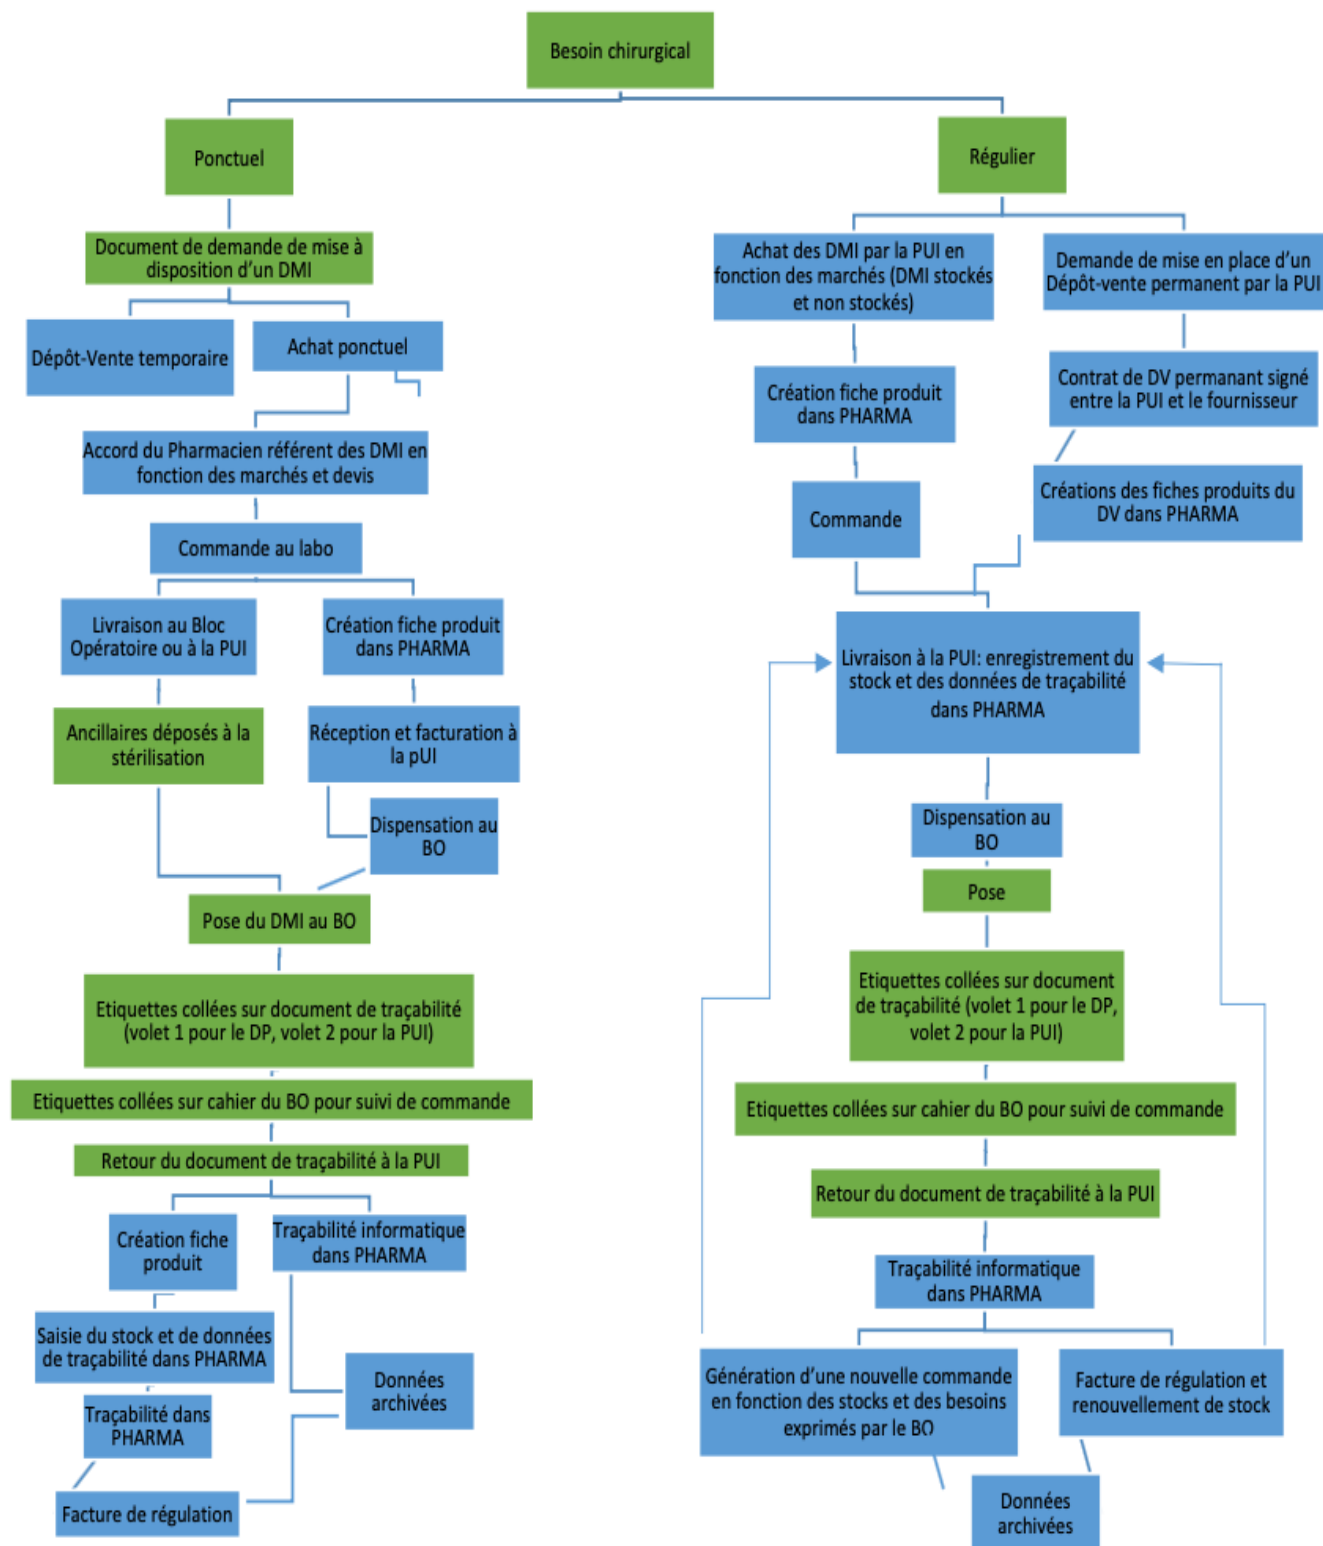 Besoin chirurgical
Ponctuel
Régulier
Document de demande de mise à
disposition d'un DMI
Dépôt-Vente temporaire
Achat ponctuel
Accord du Pharmacien référent des DMI en
fonction des marchés et devis
Commande au labo
Livraison au Bloc
Opératoire ou à la PUI
Création fiche produit
dans PHARMA
Ancillaires déposés à la
stérilisation
Réception et facturation à
la pUI
Dispensation au
BO
Pose du DMI au BO
Etiquettes collées sur document de traçabilité
(volet 1 pour le DP, volet 2 pour la PUI)
Etiquettes collées sur cahier du BO pour suivi de commande
Retour du document de traçabilité à la PUI
Création fiche
produit
Traçabilité informatique
dans PHARMA
Saisie du stock et de données
de traçabilité dans PHARMA
Données
archivées
Traçabilité dans
PHARMA
Facture de régulation
Achat des DMI par la PUI en
fonction des marchés (DMI stockés
et non stockés)
Demande de mise en place d'un
Dépôt-vente permanent par la PUI
Création fiche produit
dans PHARMA
Contrat de DV permanant signé
entre la PUI et le fournisseur
Commande
Créations des fiches produits du
DV dans PHARMA
Livraison à la PUI: enregistrement du
stock et des données de traçabilité
dans PHARMA
Dispensation au
BO
Pose
Etiquettes collées sur document
de traçabilité (volet 1 pour le DP,
volet 2 pour la PUI)
Etiquettes collées sur cahier du BO pour suivi de commande
Retour du document de traçabilité à la PUI
Traçabilité informatique
dans PHARMA
Génération d'une nouvelle commande
en fonction des stocks et des besoins
exprimés par le BO
Facture de régulation et
renouvellement de stock
Données
archivées